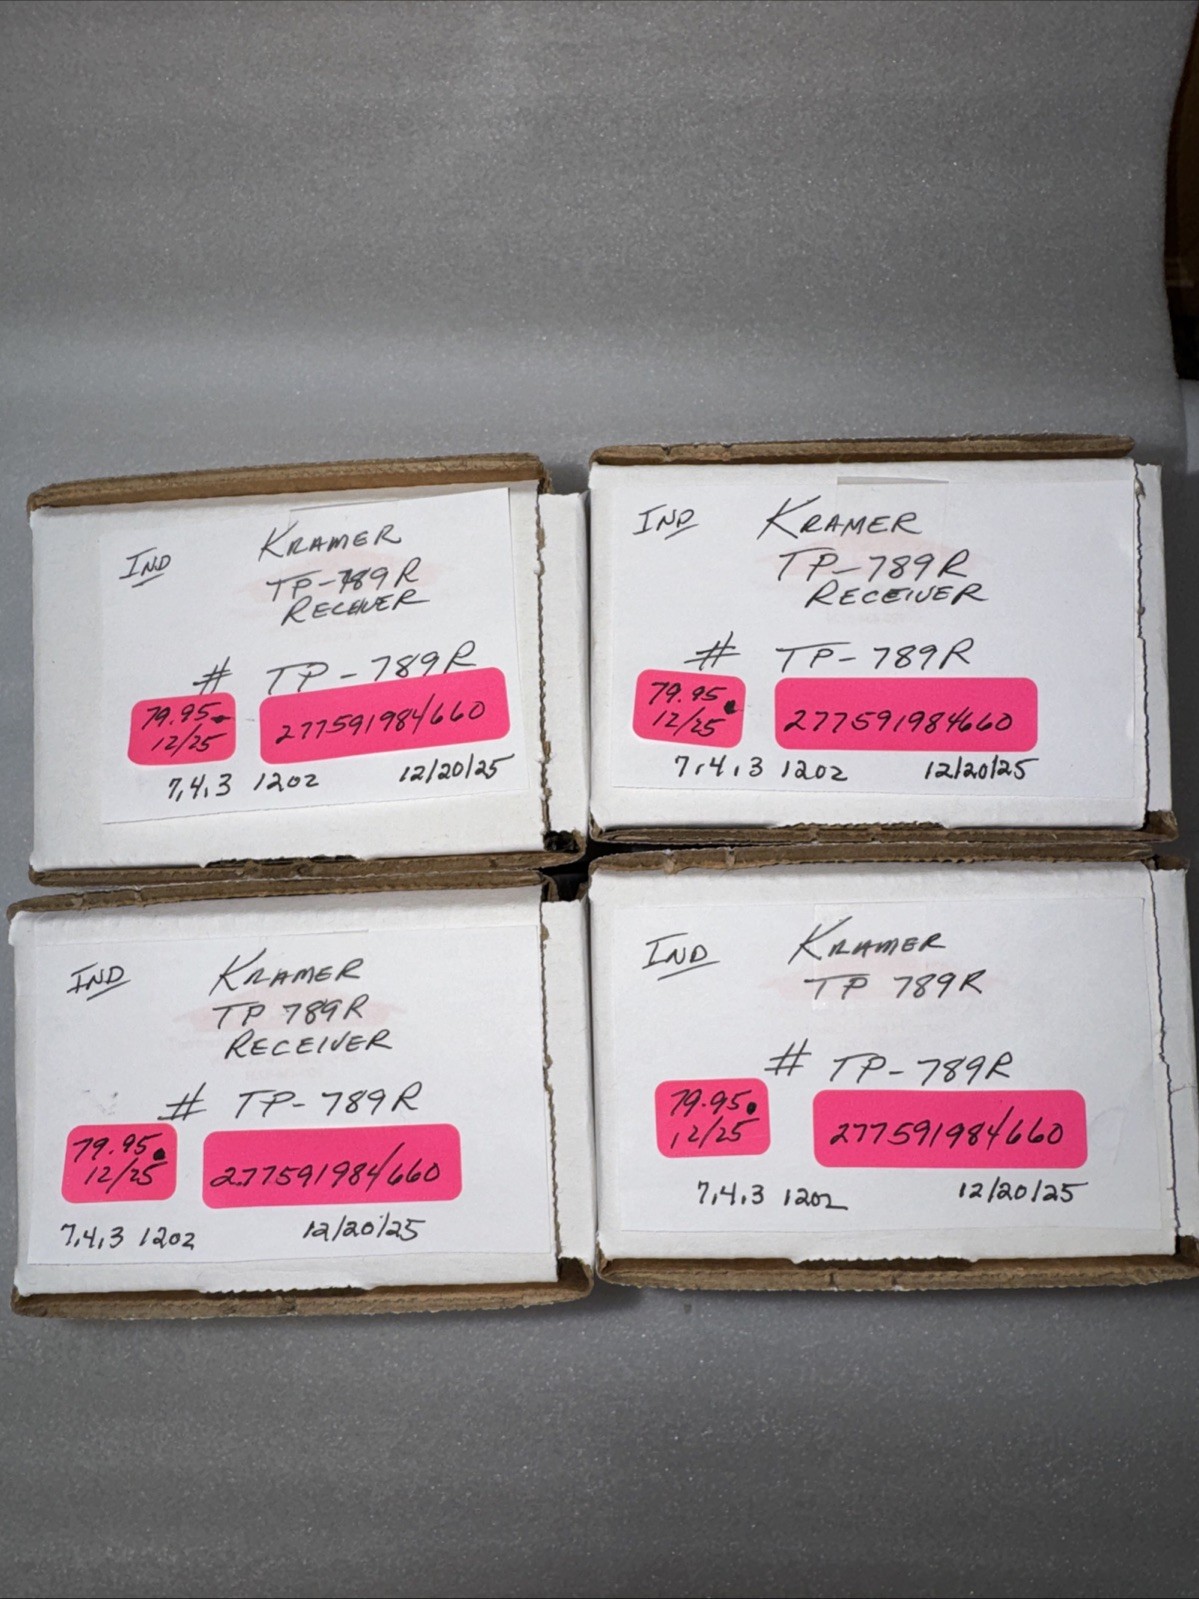 IND
KRAMER
TP-789R
RECEIVER
# TP-789R
79.95
12/25
277591984660
7,4,3 12oz 12/20/25
IND
KRAMER
TP-789R
RECEIVER
# TP-789R
79.95
12/25
277591984660
7,4,3 12oz 12/20/25
IND
KRAMER
TP 789R
RECEIVER
# TP-789R
79.95
12/25
277591984660
7,4,3 12oz 12/20/25
IND
KRAMER
TP 789R
# TP-789R
79.95
12/25
277591984660
7,4,3 12oz 12/20/25